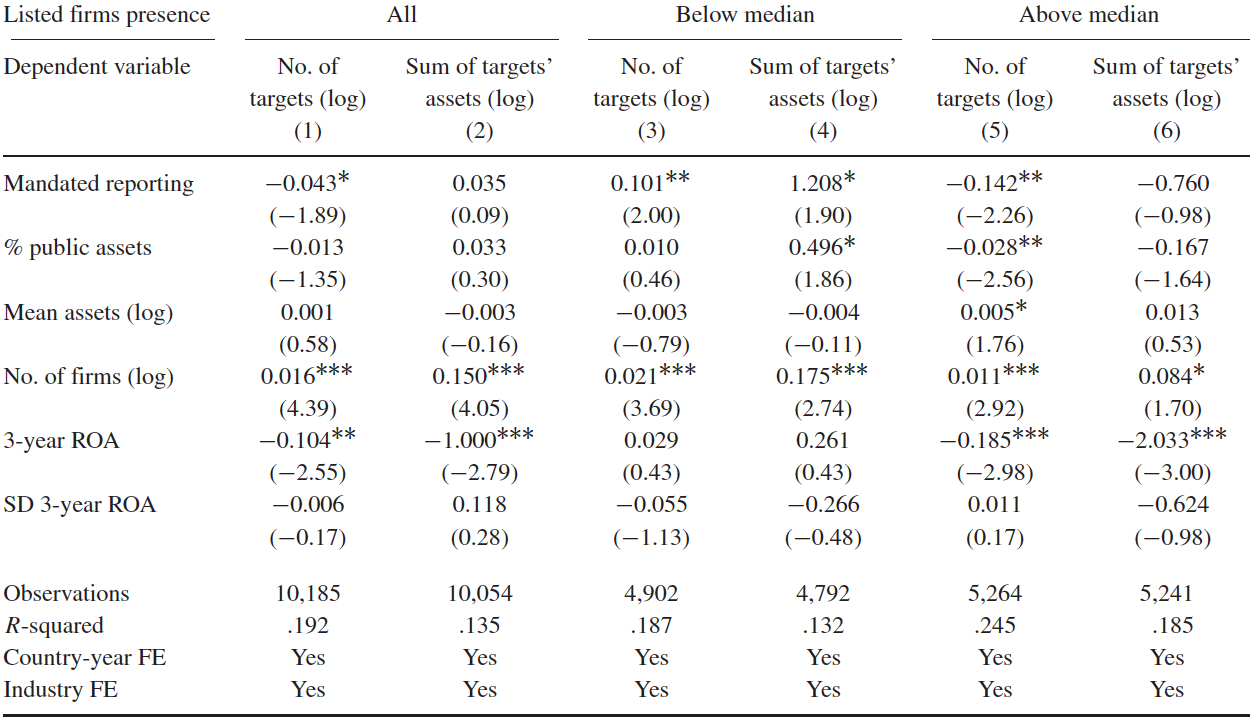 Listed firms presence All Below median Above median
Dependent variable No. of Sum of targets’ No. of Sum of targets’ No. of Sum of targets’
targets (log) assets (log) targets (log) assets (log) targets (log) assets (log)
(1) (2) (3) (4) (5) (6)
Mandated reporting −0.043* 0.035 0.101** 1.208* −0.142** −0.760
(−1.89) (0.09) (2.00) (1.90) (−2.26) (−0.98)
% public assets −0.013 0.033 0.010 0.496* −0.028** −0.167
(−1.35) (0.30) (0.46) (1.86) (−2.56) (−1.64)
Mean assets (log) 0.001 −0.003 −0.003 −0.004 0.005* 0.013
(0.58) (−0.16) (−0.79) (−0.11) (1.76) (0.53)
No. of firms (log) 0.016*** 0.150*** 0.021*** 0.175*** 0.011*** 0.084*
(4.39) (4.05) (3.69) (2.74) (2.92) (1.70)
3-year ROA −0.104** −1.000*** 0.029 0.261 −0.185*** −2.033***
(−2.55) (−2.79) (0.43) (0.43) (−2.98) (−3.00)
SD 3-year ROA −0.006 0.118 −0.055 −0.266 0.011 −0.624
(−0.17) (0.28) (−1.13) (−0.48) (0.17) (−0.98)
Observations 10,185 10,054 4,902 4,792 5,264 5,241
R-squared .192 .135 .187 .132 .245 .185
Country-year FE Yes Yes Yes Yes Yes Yes
Industry FE Yes Yes Yes Yes Yes Yes